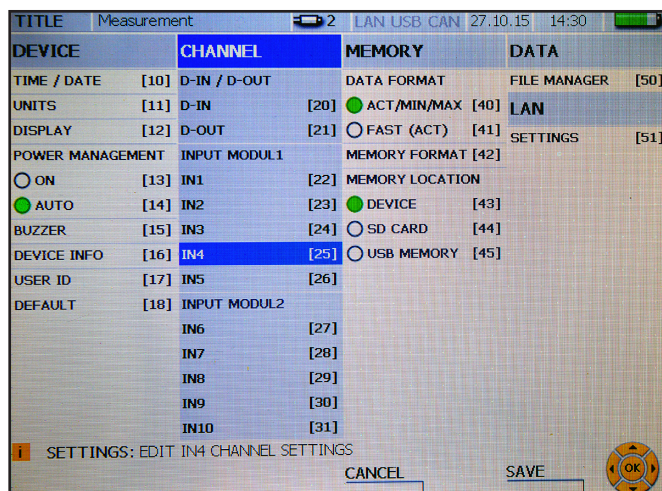 TITLE Measurement 2 LAN USB CAN 27.10.15 14:30
DEVICE
TIME / DATE [10]
UNITS [11]
DISPLAY [12]
POWER MANAGEMENT
ON [13]
AUTO [14]
BUZZER [15]
DEVICE INFO [16]
USER ID [17]
DEFAULT [18]
CHANNEL
D-IN / D-OUT
D-IN [20]
D-OUT [21]
INPUT MODUL1
IN1 [22]
IN2 [23]
IN3 [24]
IN4 [25]
IN5 [26]
INPUT MODUL2
IN6 [27]
IN7 [28]
IN8 [29]
IN9 [30]
IN10 [31]
MEMORY
DATA FORMAT
ACT/MIN/MAX [40]
FAST (ACT) [41]
MEMORY FORMAT [42]
MEMORY LOCATION
DEVICE [43]
SD CARD [44]
USB MEMORY [45]
DATA
FILE MANAGER [50]
LAN
SETTINGS [51]
i SETTINGS: EDIT IN4 CHANNEL SETTINGS
CANCEL SAVE OK